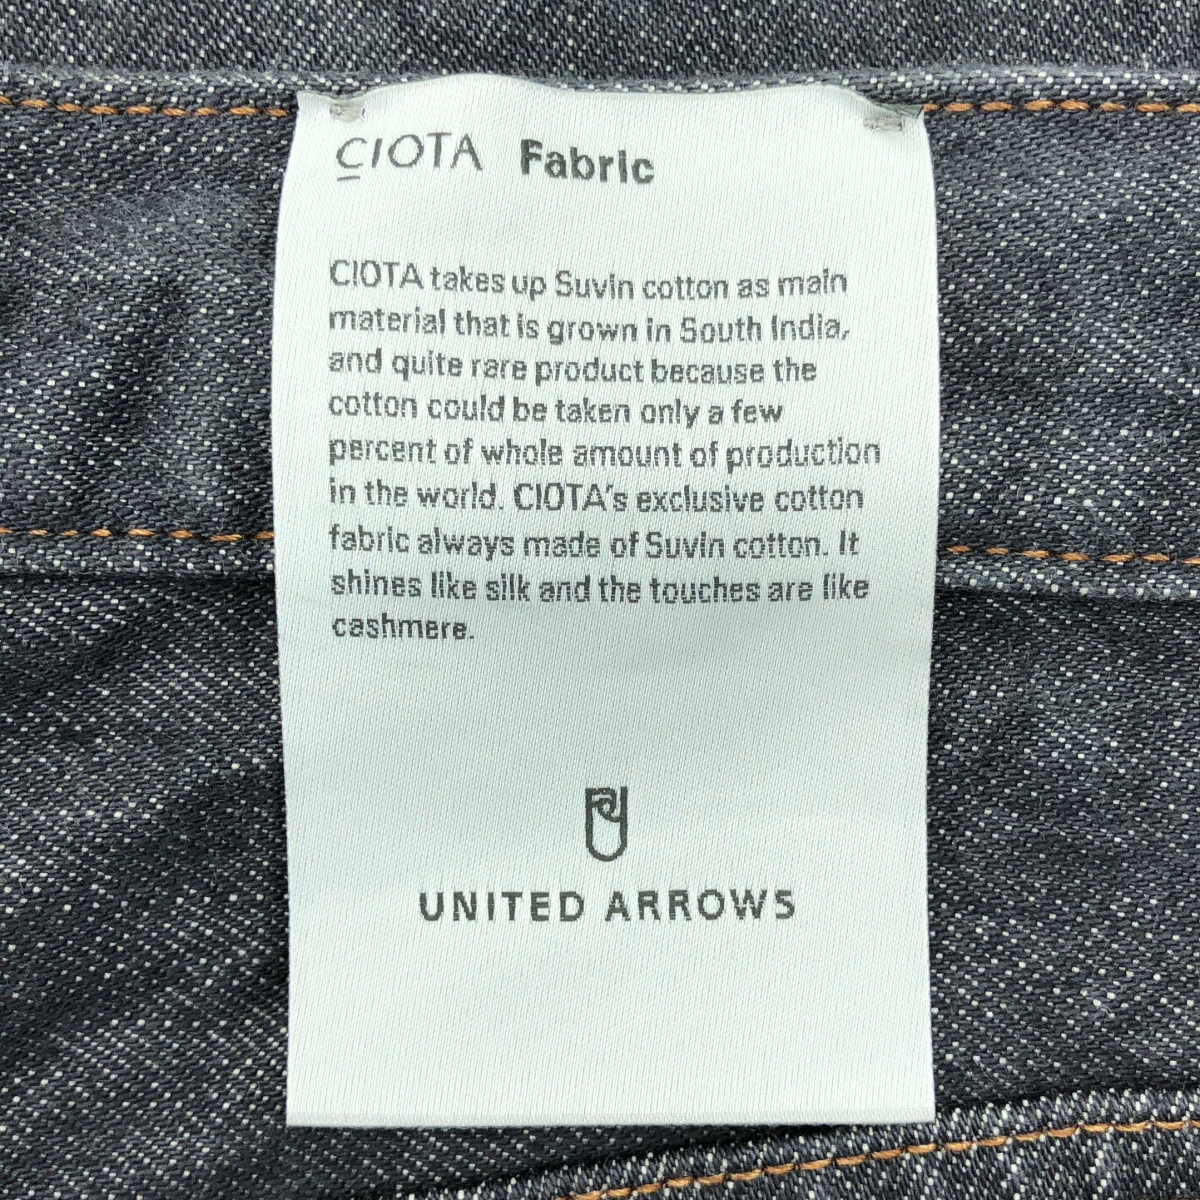 CIOTA Fabric
CIOTA takes up Suvin cotton as main
material that is grown in South India,
and quite rare product because the
cotton could be taken only a few
percent of whole amount of production
in the world. CIOTA's exclusive cotton
fabric always made of Suvin cotton. It
shines like silk and the touches are like
cashmere.
UNITED ARROWS